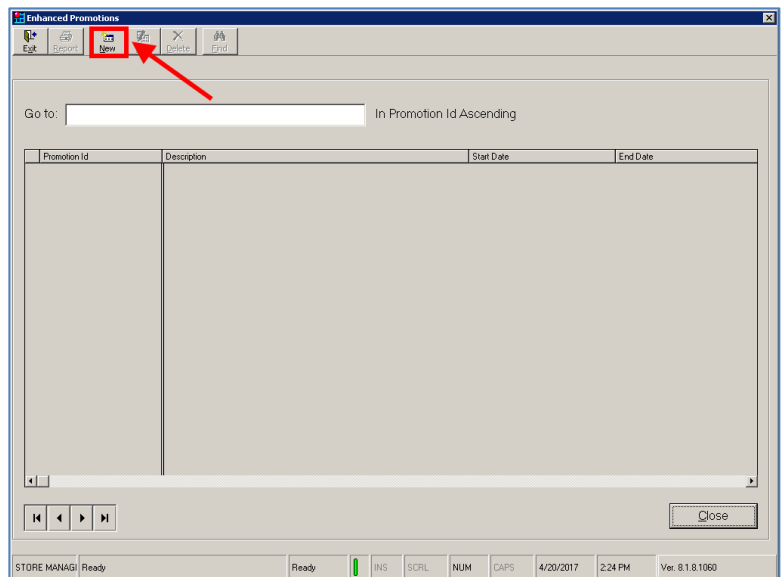 Enhanced Promotions
Exit Report New Delete Find
Go to: In Promotion Id Ascending
Promotion Id Description Start Date End Date
Close
STORE MANAGI Ready Ready INS SCRL NUM CAPS 4/20/2017 2:24 PM Ver. 8.1.8.1060